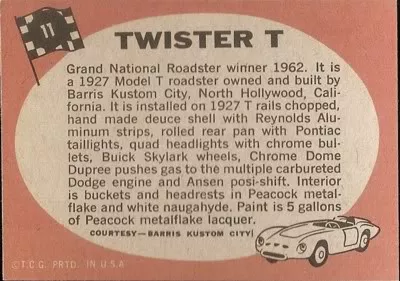 11
TWISTER T
Grand National Roadster winner 1962. It is
a 1927 Model T roadster owned and built by
Barris Kustom City, North Hollywood, Cali-
fornia. It is installed on 1927 T rails chopped,
hand made deuce shell with Reynolds Alu-
minum strips, rolled rear pan with Pontiac
taillights, quad headlights with chrome bul-
lets, Buick Skylark wheels, Chrome Dome
Dupree pushes gas to the multiple carbureted
Dodge engine and Ansen posi-shift. Interior
is buckets and headrests in Peacock metal-
flake and white naugahyde. Paint is 5 gallons
of Peacock metalflake lacquer.
COURTESY—BARRIS KUSTOM CITY
©T.C.G. PRTD. IN U.S.A